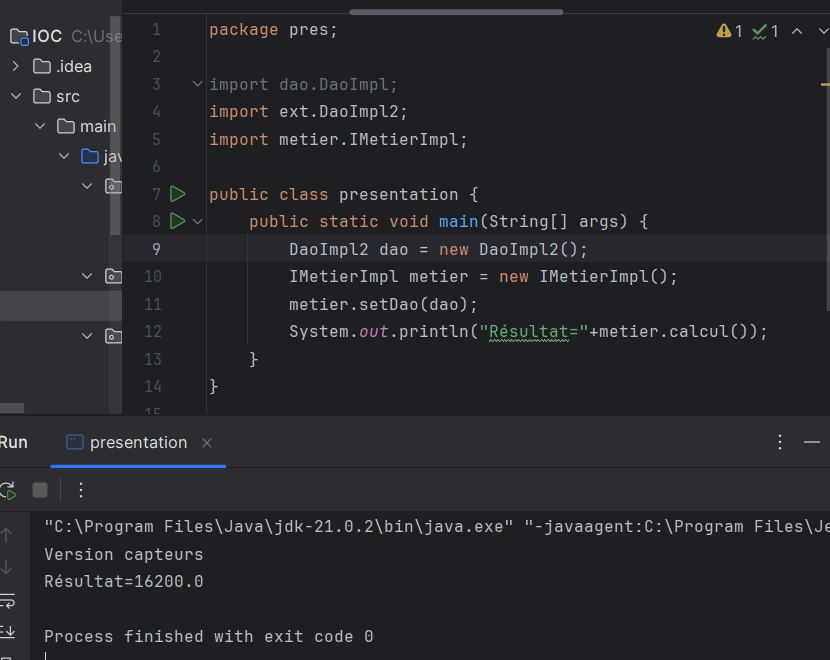 IOC C:\Use
.idea
src
main
jav
1 package pres;
2
3 import dao.DaoImpl;
4 import ext.DaoImpl2;
5 import metier.IMetierImpl;
6
7 public class presentation {
8 public static void main(String[] args) {
9 DaoImpl2 dao = new DaoImpl2();
10 IMetierImpl metier = new IMetierImpl();
11 metier.setDao(dao);
12 System.out.println("Résultat="+metier.calcul());
13 }
14 }
15
1 1
Run presentation
"C:\Program Files\Java\jdk-21.0.2\bin\java.exe" "-javaagent:C:\Program Files\Je
Version capteurs
Résultat=16200.0
Process finished with exit code 0